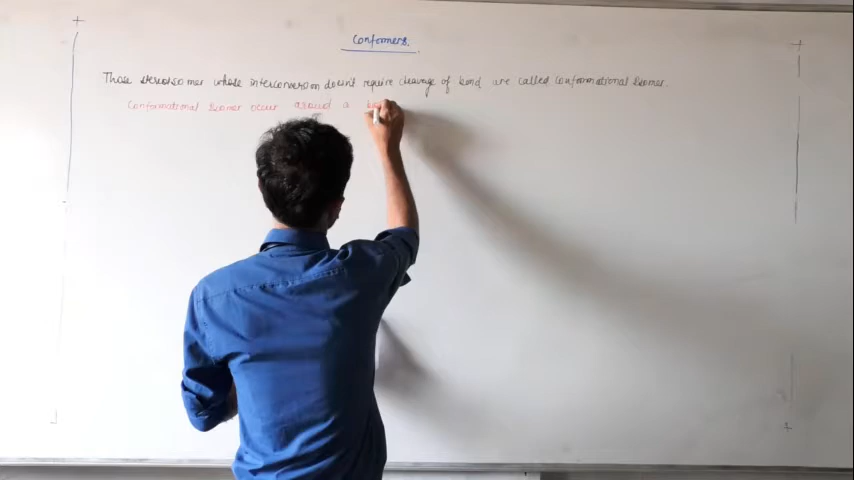 Conformers.
Those stereoisomer whose interconversion doesn't require cleavage of bond are called Conformational Isomer.
Conformational Isomer occur around a